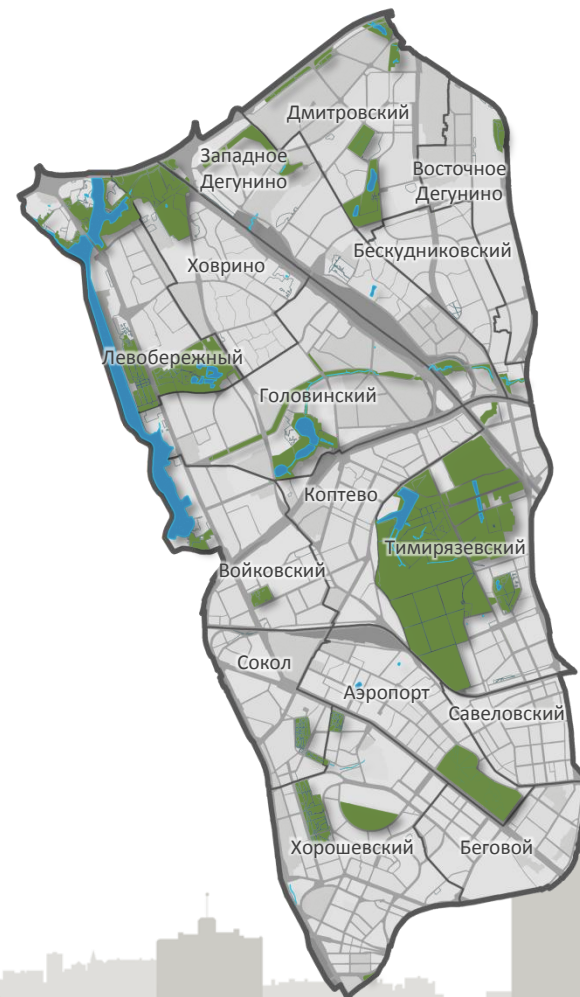 Дмитровский
Западное
Дегунино
Восточное
Дегунино
Бескудниковский
Ховрино
Левобережный
Головинский
Коптево
Тимирязевский
Войковский
Сокол
Аэропорт
Савеловский
Хорошевский
Беговой